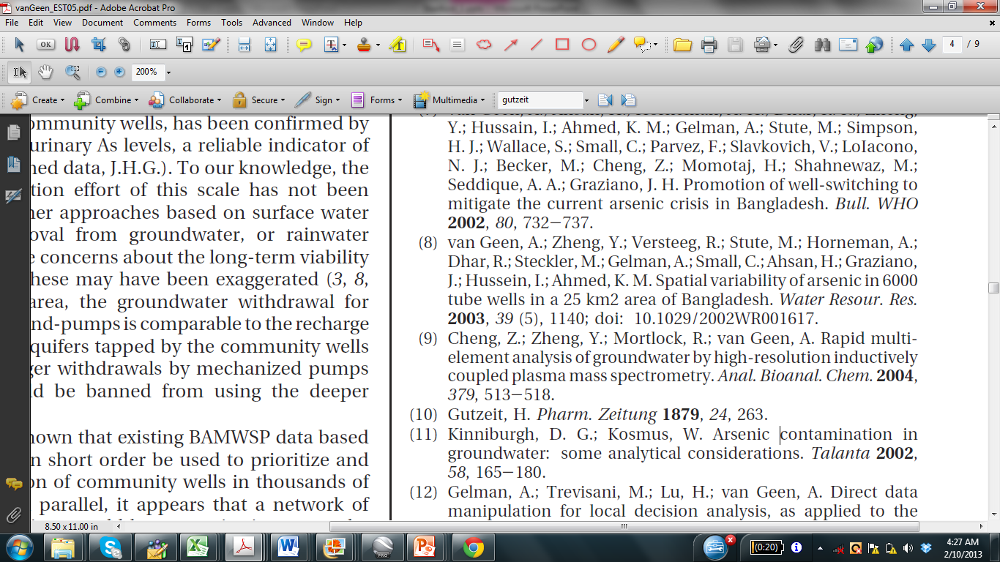 vanGeen_EST05.pdf - Adobe Acrobat Pro
File Edit View Document Comments Forms Tools Advanced Window Help
OK
4 / 9
200%
Create Combine Collaborate Secure Sign Forms Multimedia gutzeit
ommunity wells, has been confirmed by
urinary As levels, a reliable indicator of
ned data, J.H.G.). To our knowledge, the
tion effort of this scale has not been
ner approaches based on surface water
oval from groundwater, or rainwater
e concerns about the long-term viability
hese may have been exaggerated (3, 8,
area, the groundwater withdrawal for
nd-pumps is comparable to the recharge
quifers tapped by the community wells
ger withdrawals by mechanized pumps
ld be banned from using the deeper
nown that existing BAMWSP data based
n short order be used to prioritize and
on of community wells in thousands of
parallel, it appears that a network of
Y.; Hussain, I.; Ahmed, K. M.; Gelman, A.; Stute, M.; Simpson,
H. J.; Wallace, S.; Small, C.; Parvez, F.; Slavkovich, V.; LoIacono,
N. J.; Becker, M.; Cheng, Z.; Momotaj, H.; Shahnewaz, M.;
Seddique, A. A.; Graziano, J. H. Promotion of well-switching to
mitigate the current arsenic crisis in Bangladesh. Bull. WHO
2002, 80, 732−737.
(8) van Geen, A.; Zheng, Y.; Versteeg, R.; Stute, M.; Horneman, A.;
Dhar, R.; Steckler, M.; Gelman, A.; Small, C.; Ahsan, H.; Graziano,
J.; Hussein, I.; Ahmed, K. M. Spatial variability of arsenic in 6000
tube wells in a 25 km2 area of Bangladesh. Water Resour. Res.
2003, 39 (5), 1140; doi: 10.1029/2002WR001617.
(9) Cheng, Z.; Zheng, Y.; Mortlock, R.; van Geen, A. Rapid multi-
element analysis of groundwater by high-resolution inductively
coupled plasma mass spectrometry. Anal. Bioanal. Chem. 2004,
379, 513−518.
(10) Gutzeit, H. Pharm. Zeitung 1879, 24, 263.
(11) Kinniburgh, D. G.; Kosmus, W. Arsenic contamination in
groundwater: some analytical considerations. Talanta 2002,
58, 165−180.
(12) Gelman, A.; Trevisani, M.; Lu, H.; van Geen, A. Direct data
manipulation for local decision analysis, as applied to the
8.50 x 11.00 in
PRO
(0:20)
4:27 AM
2/10/2013